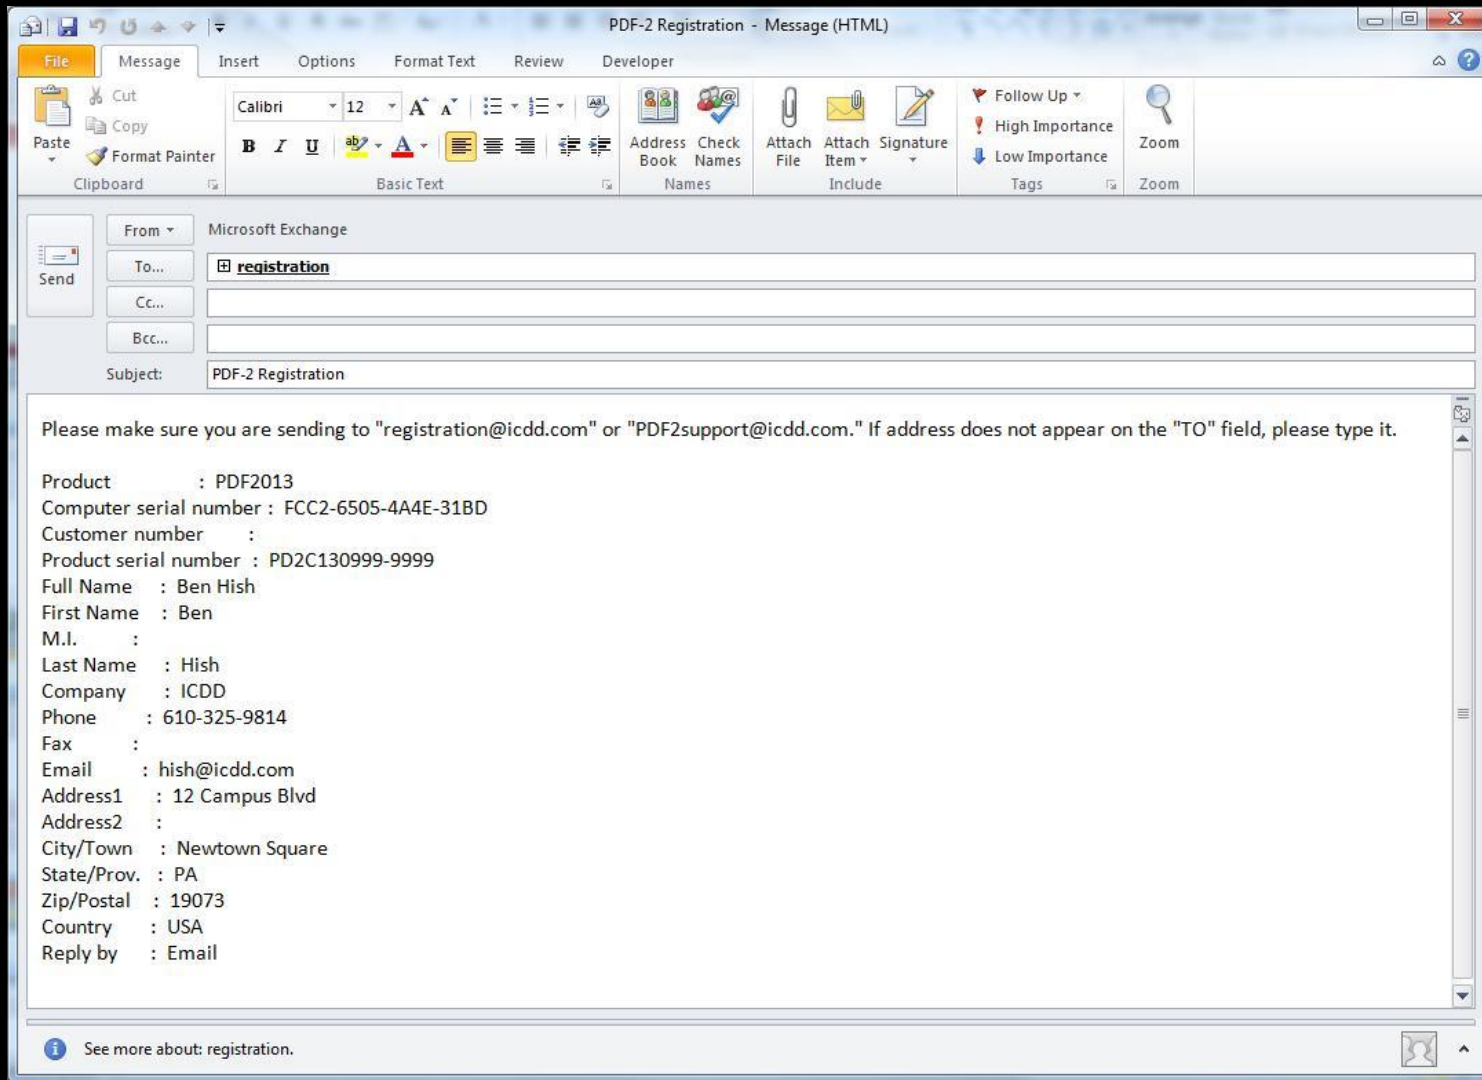 PDF-2 Registration - Message (HTML)
File Message Insert Options Format Text Review Developer
Paste
Cut
Copy
Format Painter
Clipboard
Calibri 12
B I U
Basic Text
Address Book
Check Names
Names
Attach File
Attach Item
Signature
Include
Follow Up
High Importance
Low Importance
Tags
Zoom
Zoom
Send
From Microsoft Exchange
To... registration
Cc...
Bcc...
Subject: PDF-2 Registration
Please make sure you are sending to "registration@icdd.com" or "PDF2support@icdd.com." If address does not appear on the "TO" field, please type it.
Product : PDF2013
Computer serial number : FCC2-6505-4A4E-31BD
Customer number :
Product serial number : PD2C130999-9999
Full Name : Ben Hish
First Name : Ben
M.I. :
Last Name : Hish
Company : ICDD
Phone : 610-325-9814
Fax :
Email : hish@icdd.com
Address1 : 12 Campus Blvd
Address2 :
City/Town : Newtown Square
State/Prov. : PA
Zip/Postal : 19073
Country : USA
Reply by : Email
See more about: registration.